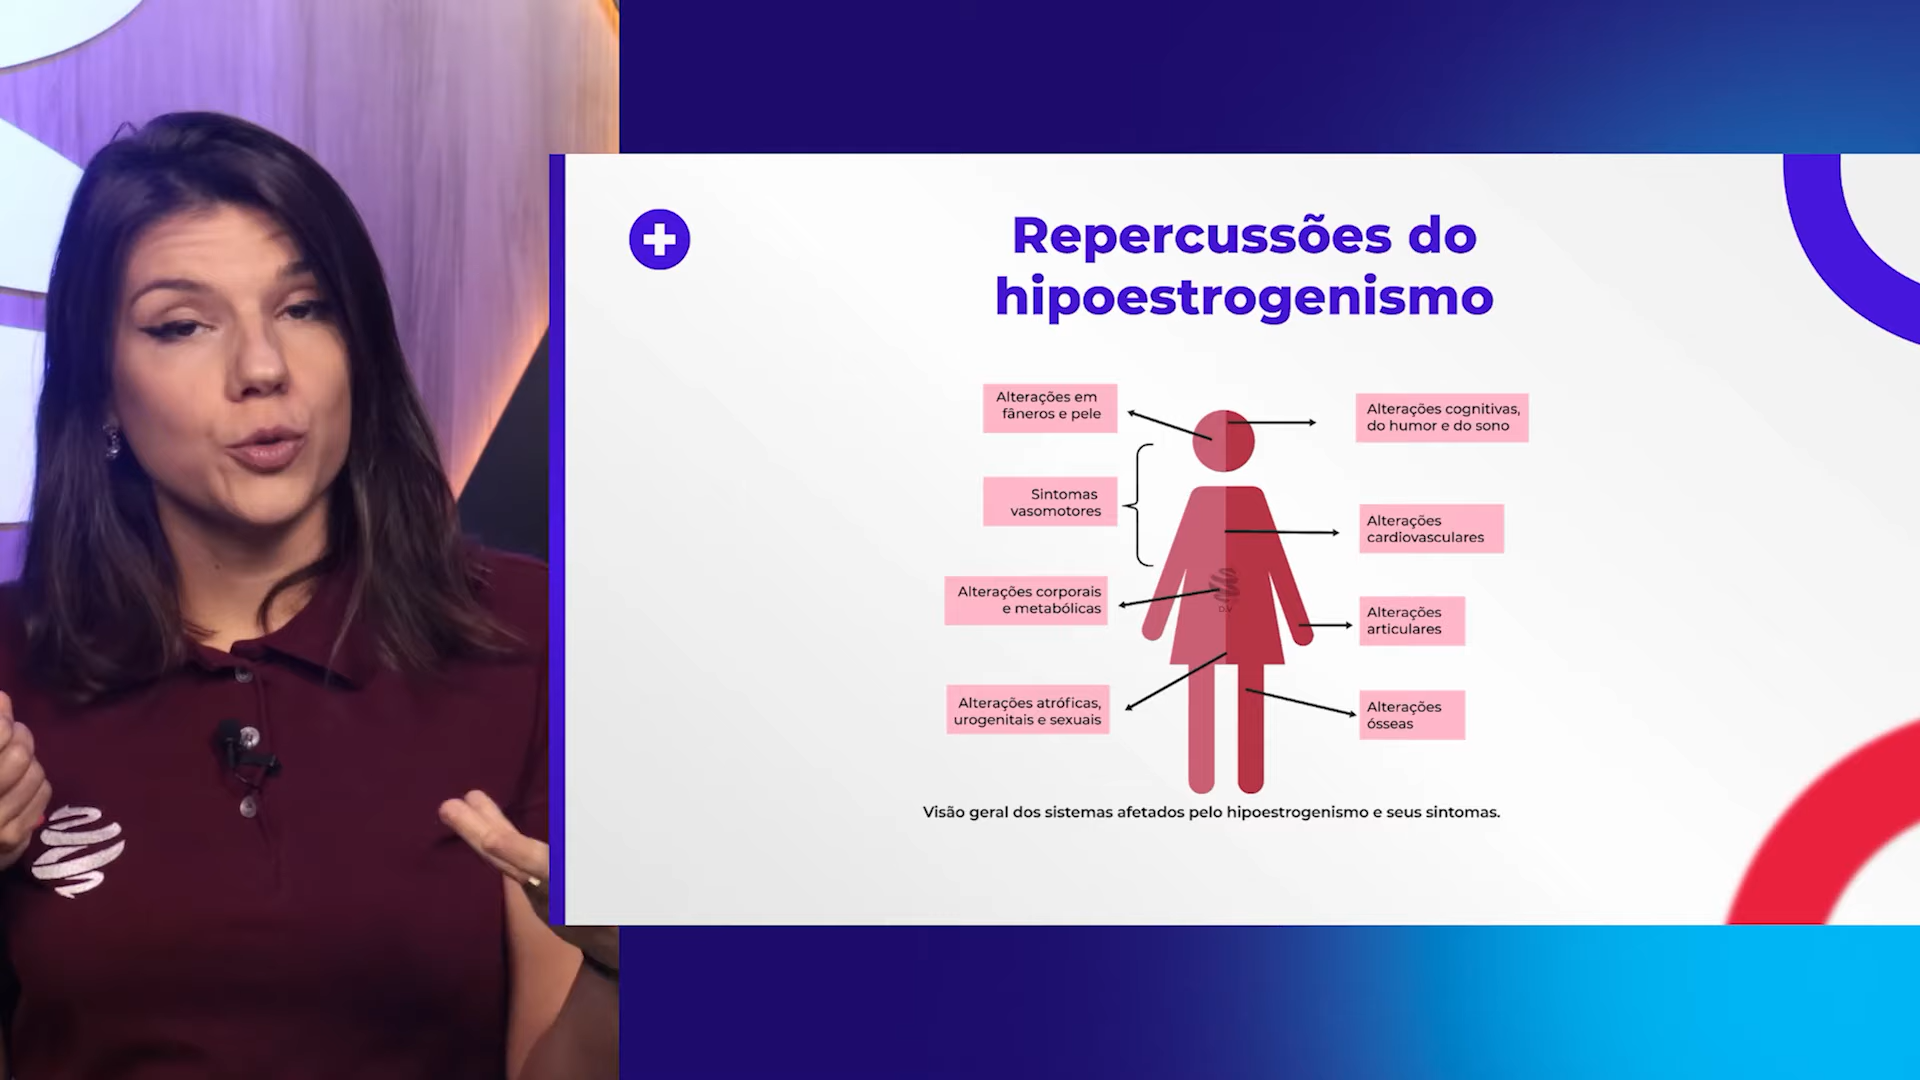 Repercussões do
hipoestrogenismo
Alterações em
fâneros e pele
Alterações cognitivas,
do humor e do sono
Sintomas
vasomotores
Alterações
cardiovasculares
Alterações corporais
e metabólicas
Alterações
articulares
Alterações atróficas,
urogenitais e sexuais
Alterações
ósseas
Visão geral dos sistemas afetados pelo hipoestrogenismo e seus sintomas.